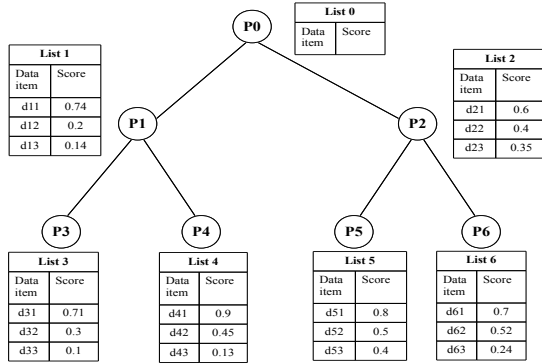 P0
List 0
Data item
Score
List 1
Data item
Score
d11 0.74
d12 0.2
d13 0.14
P1
P2
List 2
Data item
Score
d21 0.6
d22 0.4
d23 0.35
P3
P4
P5
P6
List 3
Data item
Score
d31 0.71
d32 0.3
d33 0.1
List 4
Data item
Score
d41 0.9
d42 0.45
d43 0.13
List 5
Data item
Score
d51 0.8
d52 0.5
d53 0.4
List 6
Data item
Score
d61 0.7
d62 0.52
d63 0.24